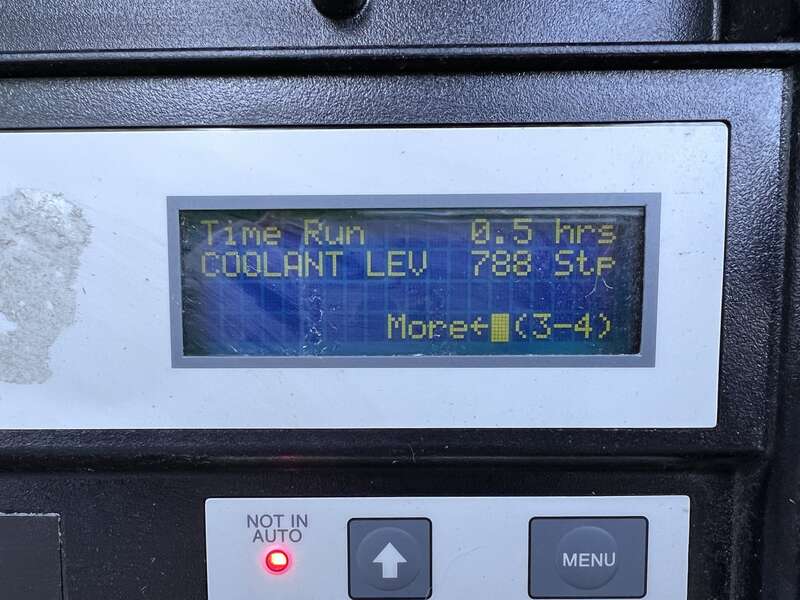 Time Run 0.5 hrs
COOLANT LEV 788 Stp
More←(3-4)
NOT IN
AUTO
MENU